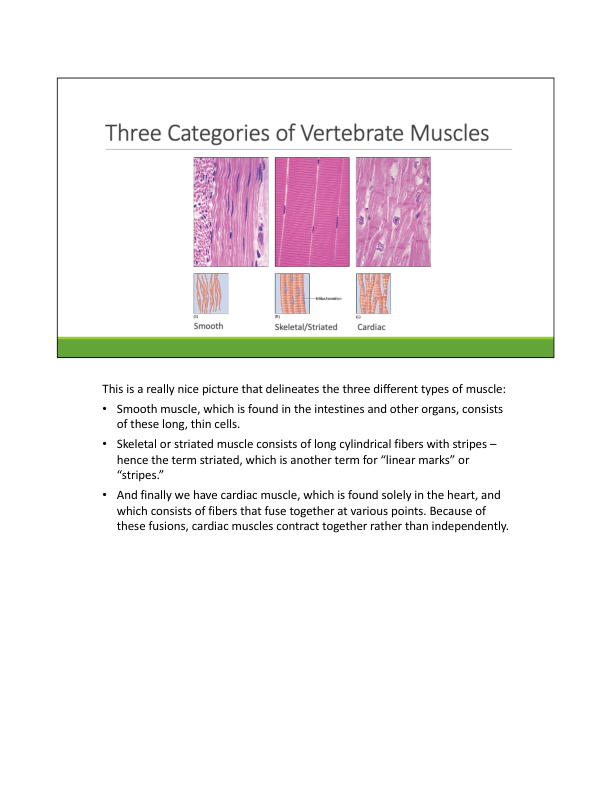 Three Categories of Vertebrate Muscles
Mitochondrion
(A)
(B)
(C)
Smooth
Skeletal/Striated
Cardiac
This is a really nice picture that delineates the three different types of muscle:
• Smooth muscle, which is found in the intestines and other organs, consists
of these long, thin cells.
• Skeletal or striated muscle consists of long cylindrical fibers with stripes –
hence the term striated, which is another term for “linear marks” or
“stripes.”
• And finally we have cardiac muscle, which is found solely in the heart, and
which consists of fibers that fuse together at various points. Because of
these fusions, cardiac muscles contract together rather than independently.